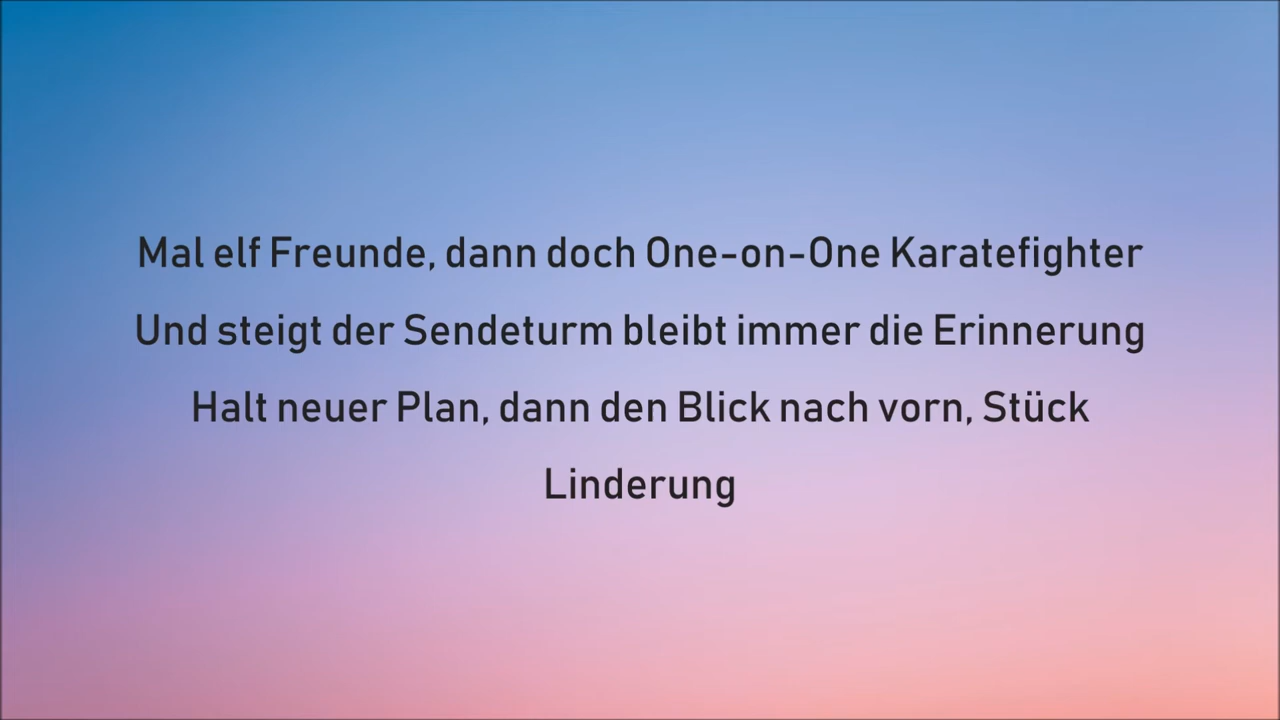 Mal elf Freunde, dann doch One-on-One Karatefighter
Und steigt der Sendeturm bleibt immer die Erinnerung
Halt neuer Plan, dann den Blick nach vorn, Stück
Linderung